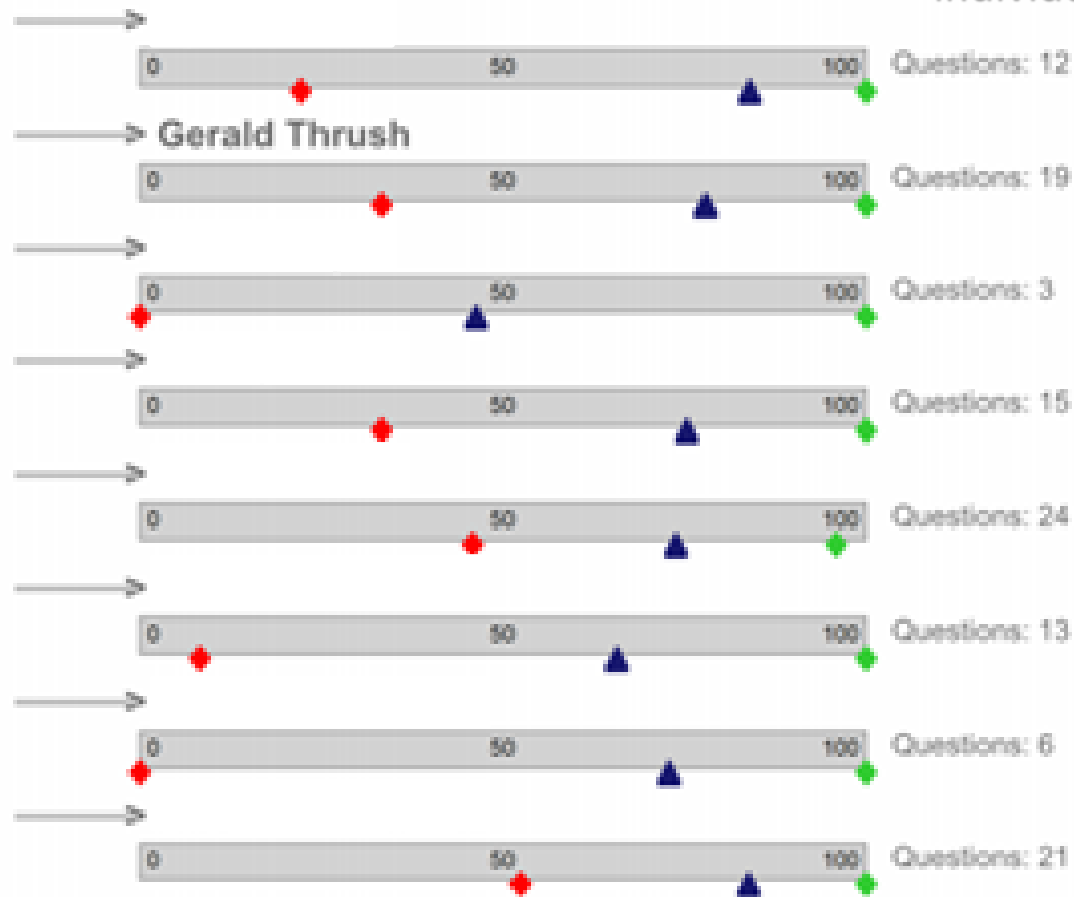 0 50 100 Questions: 12
Gerald Thrush
0 50 100 Questions: 19
0 50 100 Questions: 3
0 50 100 Questions: 15
0 50 100 Questions: 24
0 50 100 Questions: 13
0 50 100 Questions: 6
0 50 100 Questions: 21